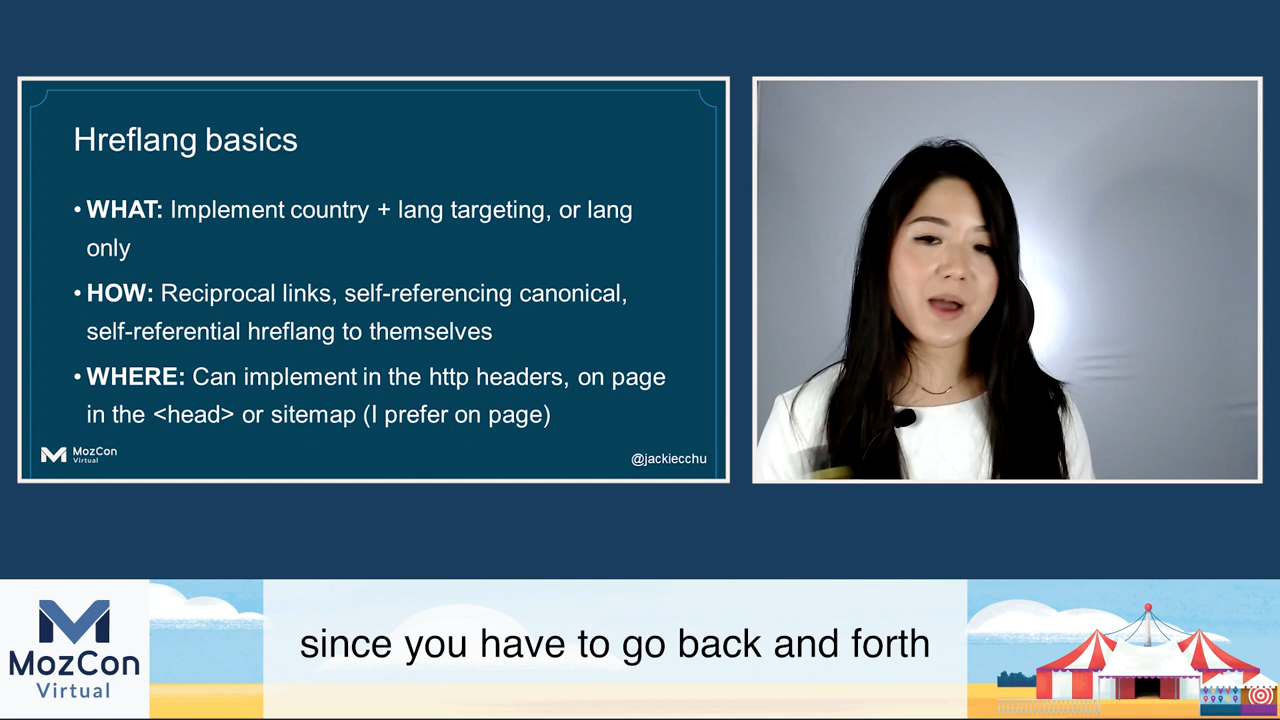 Hreflang basics
• WHAT: Implement country + lang targeting, or lang
only
• HOW: Reciprocal links, self-referencing canonical,
self-referential hreflang to themselves
• WHERE: Can implement in the http headers, on page
in the <head> or sitemap (I prefer on page)
MozCon
Virtual
@jackiecchu
MozCon
Virtual
since you have to go back and forth